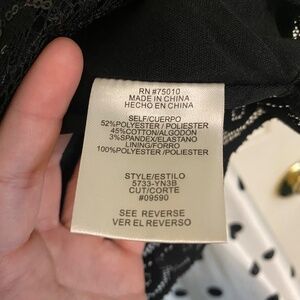 RN #75010
MADE IN CHINA
HECHO EN CHINA
SELF/CUERPO
52%POLYESTER / POLIESTER
45%COTTON/ALGODON
3%SPANDEX/ELASTANO
LINING/FORRO
100%POLYESTER /POLIESTER
STYLE/ESTILO
5733-YN3B
CUT/CORTE
#09590
SEE REVERSE
VER EL REVERSO